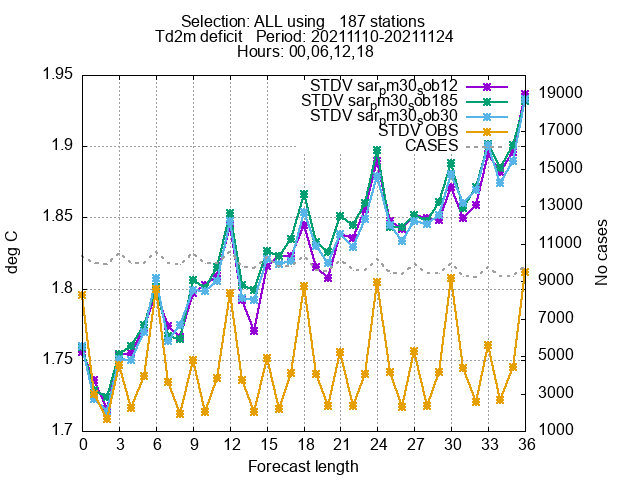 Selection: ALL using   187 stations
Td2m deficit   Period: 20211110-20211124
Hours: 00,06,12,18
STDV sar_pm30_sob12
STDV sar_pm30_sob185
STDV sar_pm30_sob30
STDV OBS
CASES
1.95
1.9
1.85
1.8
1.75
1.7
deg C
19000
17000
15000
13000
11000
9000
7000
5000
3000
1000
No cases
0 3 6 9 12 15 18 21 24 27 30 33 36
Forecast length